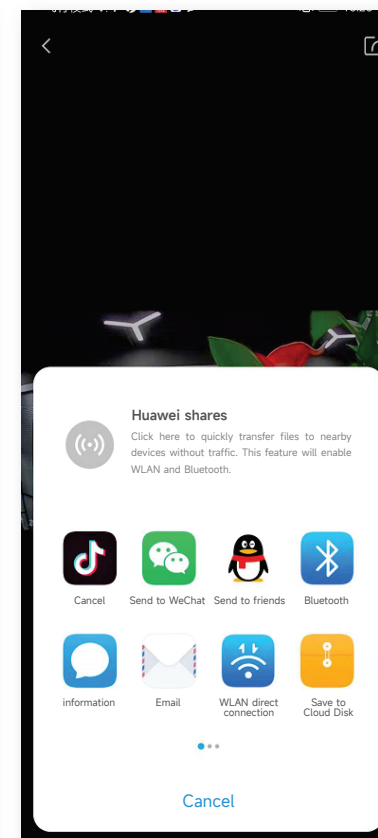 Huawei shares
Click here to quickly transfer files to nearby
devices without traffic. This feature will enable
WLAN and Bluetooth.
Cancel
Send to WeChat
Send to friends
Bluetooth
information
Email
WLAN direct
connection
Save to
Cloud Disk
Cancel